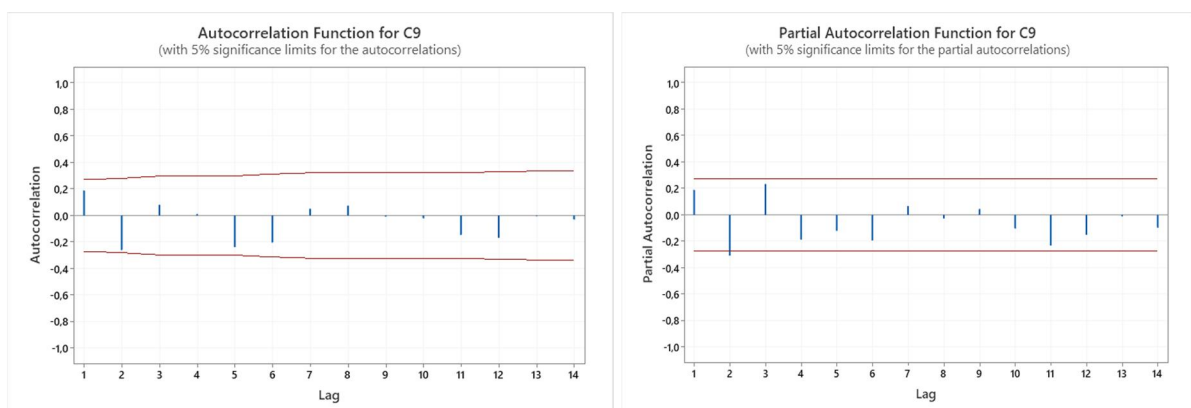 Autocorrelation Function for C9
(with 5% significance limits for the autocorrelations)
1,0
0,8
0,6
0,4
0,2
0,0
-0,2
-0,4
-0,6
-0,8
-1,0
Autocorrelation
1 2 3 4 5 6 7 8 9 10 11 12 13 14
Lag
Partial Autocorrelation Function for C9
(with 5% significance limits for the partial autocorrelations)
1,0
0,8
0,6
0,4
0,2
0,0
-0,2
-0,4
-0,6
-0,8
-1,0
Partial Autocorrelation
1 2 3 4 5 6 7 8 9 10 11 12 13 14
Lag